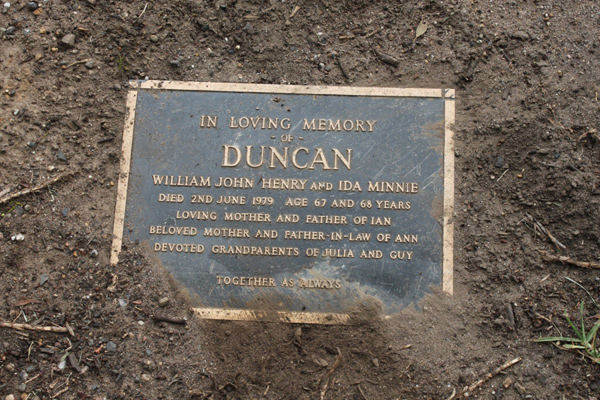 IN LOVING MEMORY
- OF -
DUNCAN
WILLIAM JOHN HENRY AND IDA MINNIE
DIED 2ND JUNE 1979 AGE 67 AND 68 YEARS
LOVING MOTHER AND FATHER OF IAN
BELOVED MOTHER AND FATHER-IN-LAW OF ANN
DEVOTED GRANDPARENTS OF JULIA AND GUY
TOGETHER AS ALWAYS